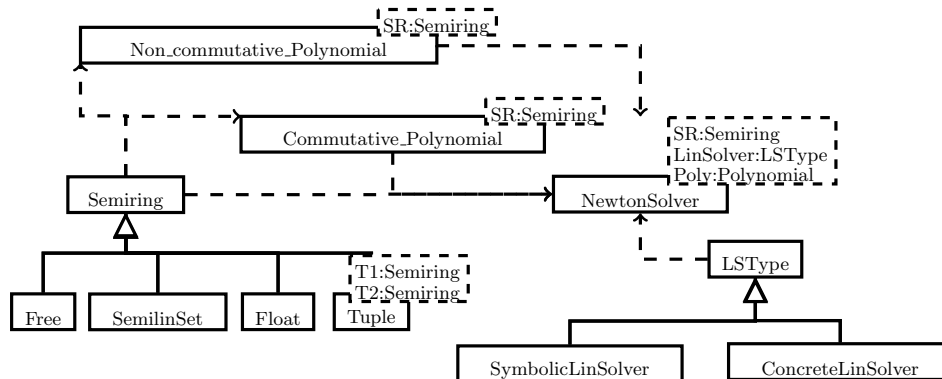 SR:Semiring
Non_commutative_Polynomial
SR:Semiring
Commutative_Polynomial
SR:Semiring
LinSolver:LSType
Poly:Polynomial
Semiring
NewtonSolver
LSType
T1:Semiring
T2:Semiring
Free
SemilinSet
Float
Tuple
SymbolicLinSolver
ConcreteLinSolver